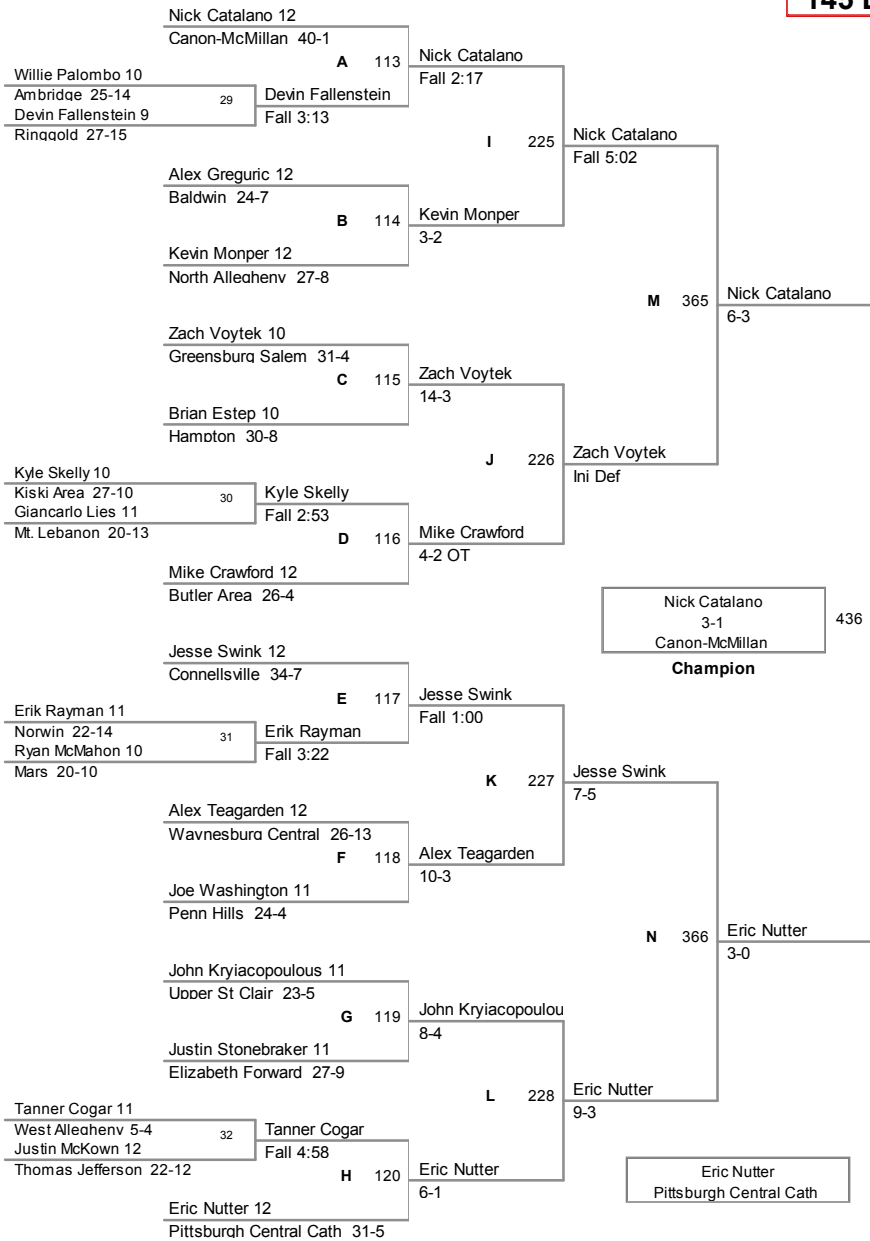 145 L
Nick Catalano 12
Canon-McMillan 40-1
A 113
Nick Catalano
Fall 2:17
Willie Palombo 10
Ambridge 25-14
29
Devin Fallenstein 9
Ringgold 27-15
Devin Fallenstein
Fall 3:13
I 225
Nick Catalano
Fall 5:02
Alex Greguric 12
Baldwin 24-7
B 114
Kevin Monper
3-2
Kevin Monper 12
North Allegheny 27-8
M 365
Nick Catalano
6-3
Zach Voytek 10
Greensburg Salem 31-4
C 115
Zach Voytek
14-3
Brian Estep 10
Hampton 30-8
J 226
Zach Voytek
Inj Def
Kyle Skelly 10
Kiski Area 27-10
30
Giancarlo Lies 11
Mt. Lebanon 20-13
Kyle Skelly
Fall 2:53
D 116
Mike Crawford
4-2 OT
Mike Crawford 12
Butler Area 26-4
Nick Catalano
3-1
Canon-McMillan
436
Champion
Jesse Swink 12
Connellsville 34-7
E 117
Jesse Swink
Fall 1:00
Erik Rayman 11
Norwin 22-14
31
Ryan McMahon 10
Mars 20-10
Erik Rayman
Fall 3:22
K 227
Jesse Swink
7-5
Alex Teagarden 12
Waynesburg Central 26-13
F 118
Alex Teagarden
10-3
Joe Washington 11
Penn Hills 24-4
N 366
Eric Nutter
3-0
John Kryiacopoulous 11
Upper St Clair 23-5
G 119
John Kryiacopoulou
8-4
Justin Stonebraker 11
Elizabeth Forward 27-9
L 228
Eric Nutter
9-3
Tanner Cogar 11
West Allegheny 5-4
32
Justin McKown 12
Thomas Jefferson 22-12
Tanner Cogar
Fall 4:58
H 120
Eric Nutter
6-1
Eric Nutter 12
Pittsburgh Central Cath 31-5
Eric Nutter
Pittsburgh Central Cath